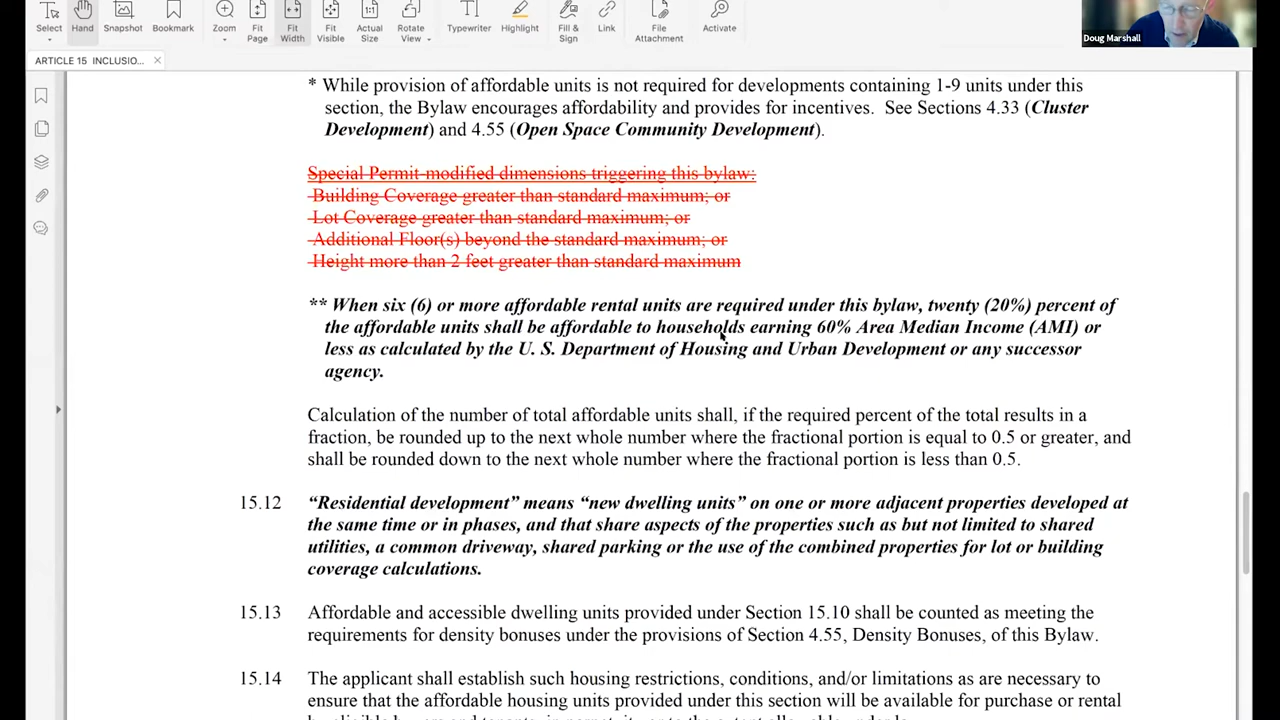 Select
Hand
Snapshot
Bookmark
Zoom
Fit Page
Fit Width
Fit Visible
Actual Size
Rotate View
Typewriter
Highlight
Fill & Sign
Link
File Attachment
Activate
Doug Marshall
ARTICLE 15 INCLUSIO...
* While provision of affordable units is not required for developments containing 1-9 units under this
section, the Bylaw encourages affordability and provides for incentives. See Sections 4.33 (Cluster
Development) and 4.55 (Open Space Community Development).
Special Permit-modified dimensions triggering this bylaw:
Building Coverage greater than standard maximum; or
Lot Coverage greater than standard maximum; or
Additional Floor(s) beyond the standard maximum; or
Height more than 2 feet greater than standard maximum
** When six (6) or more affordable rental units are required under this bylaw, twenty (20%) percent of
the affordable units shall be affordable to households earning 60% Area Median Income (AMI) or
less as calculated by the U. S. Department of Housing and Urban Development or any successor
agency.
Calculation of the number of total affordable units shall, if the required percent of the total results in a
fraction, be rounded up to the next whole number where the fractional portion is equal to 0.5 or greater, and
shall be rounded down to the next whole number where the fractional portion is less than 0.5.
15.12 “Residential development” means “new dwelling units” on one or more adjacent properties developed at
the same time or in phases, and that share aspects of the properties such as but not limited to shared
utilities, a common driveway, shared parking or the use of the combined properties for lot or building
coverage calculations.
15.13 Affordable and accessible dwelling units provided under Section 15.10 shall be counted as meeting the
requirements for density bonuses under the provisions of Section 4.55, Density Bonuses, of this Bylaw.
15.14 The applicant shall establish such housing restrictions, conditions, and/or limitations as are necessary to
ensure that the affordable housing units provided under this section will be available for purchase or rental